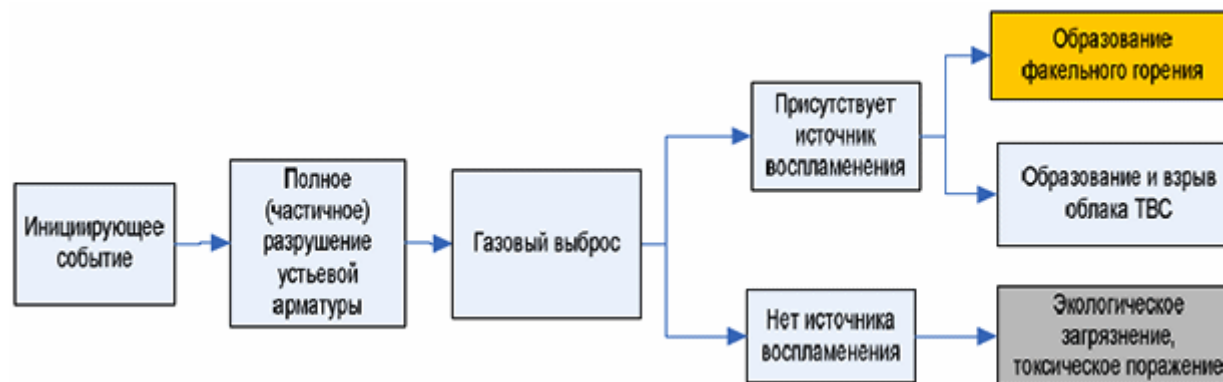 Инициирующее
событие
Полное
(частичное)
разрушение
устьевой
арматуры
Газовый выброс
Присутствует
источник
воспламенения
Образование
факельного горения
Образование и взрыв
облака ТВС
Нет источника
воспламенения
Экологическое
загрязнение,
токсическое поражение